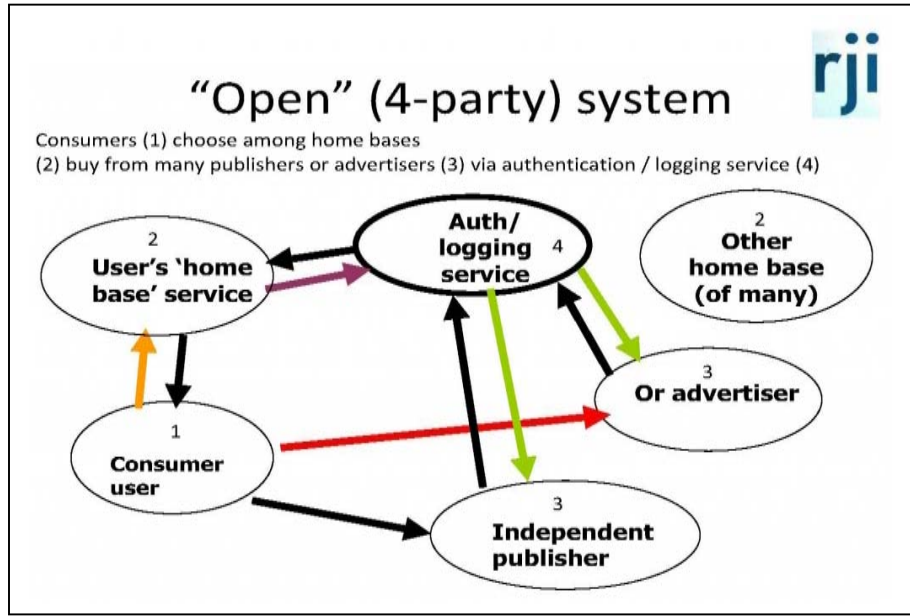 rji
“Open” (4-party) system
Consumers (1) choose among home bases
(2) buy from many publishers or advertisers (3) via authentication / logging service (4)
2
User’s ‘home
base’ service
Auth/
logging
service
4
2
Other
home base
(of many)
3
Or advertiser
1
Consumer
user
3
Independent
publisher